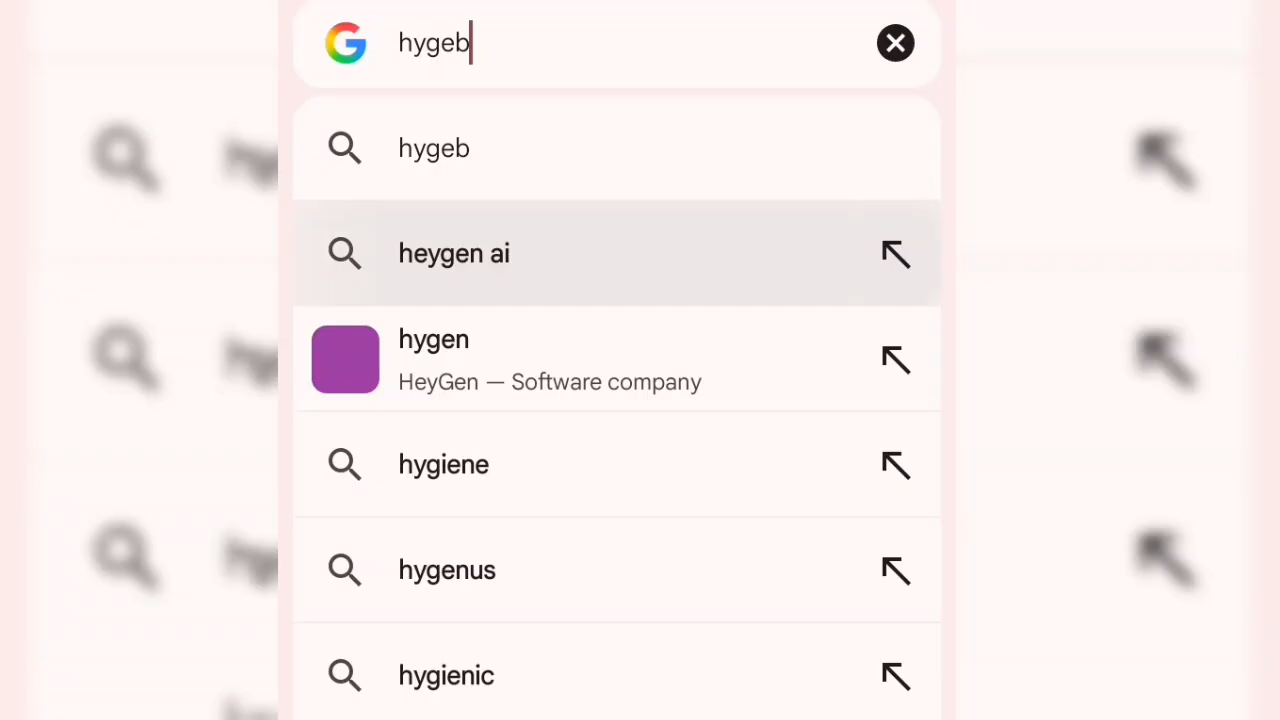 hygeb
hygeb
heygen ai
hygen
HeyGen — Software company
hygiene
hygenus
hygienic